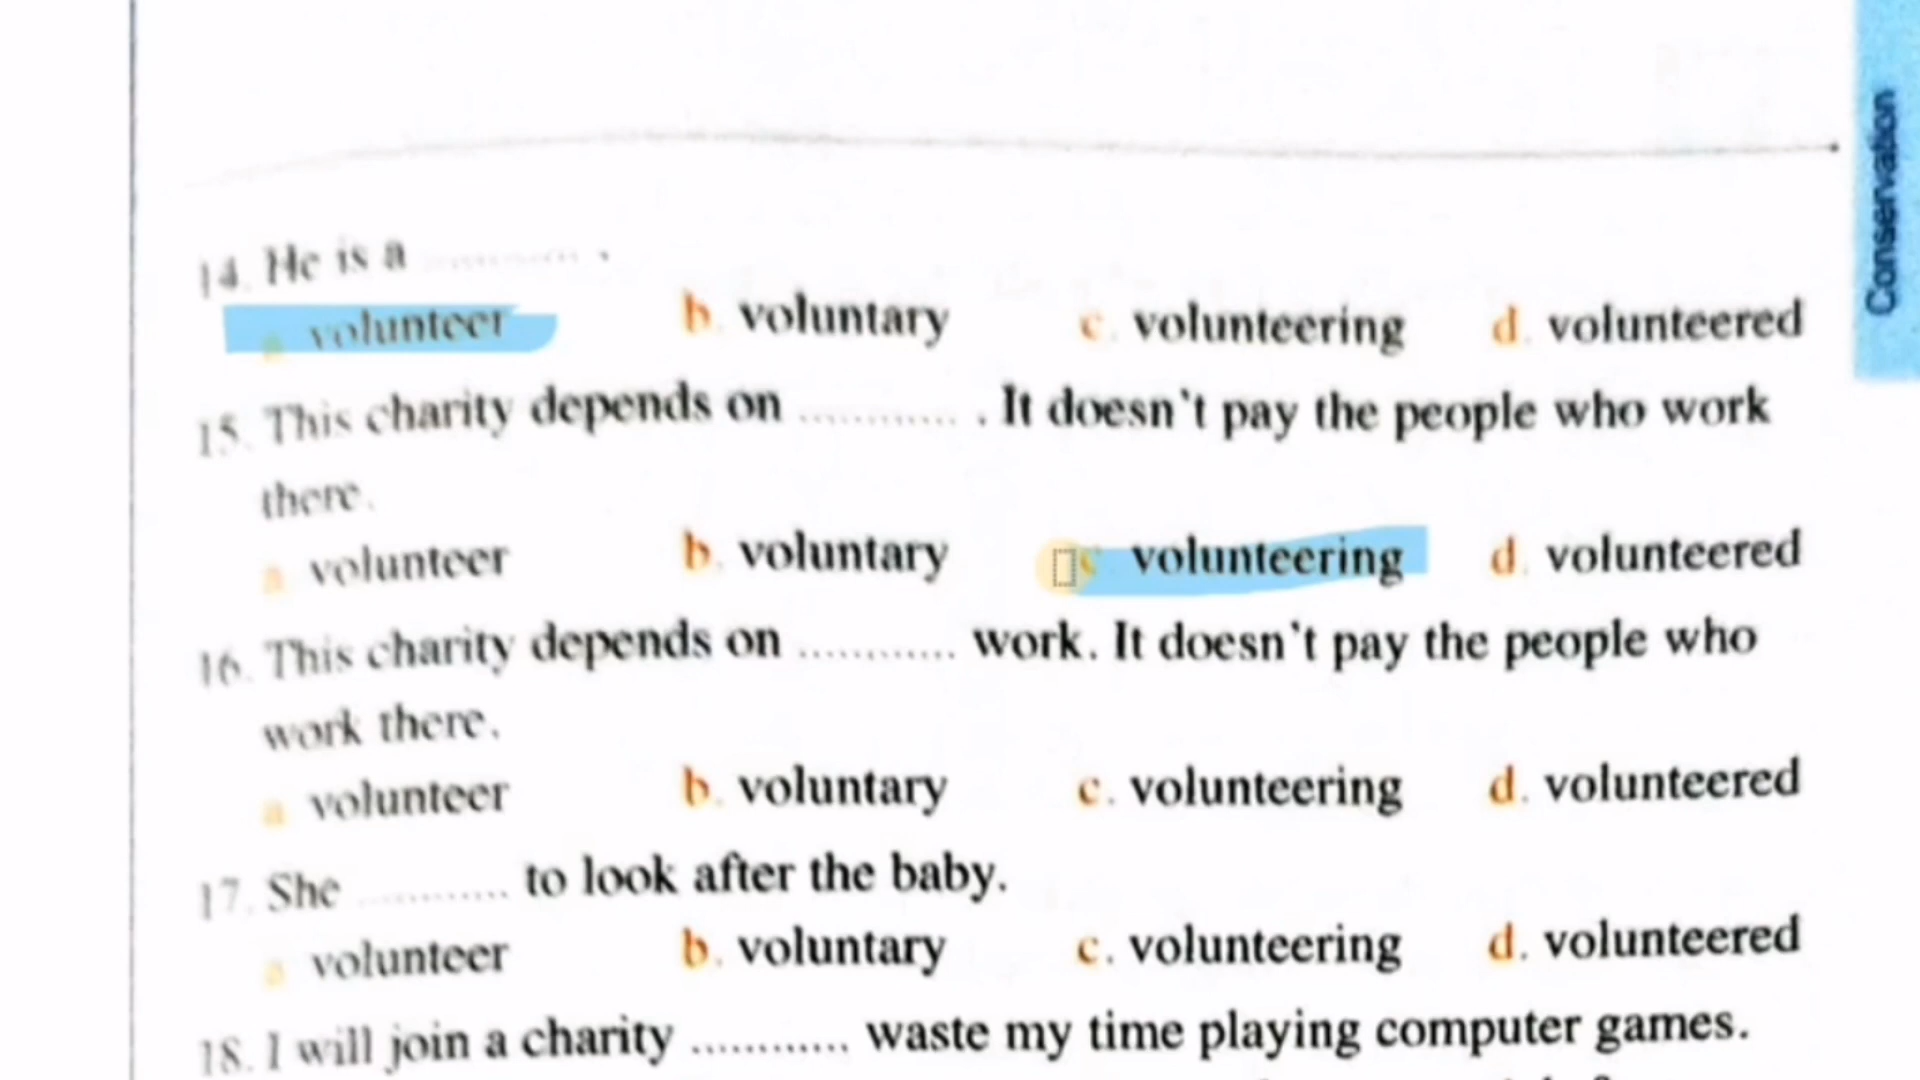 Conservation
14. He is a ............ .
a. volunteer b. voluntary c. volunteering d. volunteered
15. This charity depends on ............ . It doesn't pay the people who work
there.
a. volunteer b. voluntary c. volunteering d. volunteered
16. This charity depends on ............ work. It doesn't pay the people who
work there.
a. volunteer b. voluntary c. volunteering d. volunteered
17. She ............ to look after the baby.
a. volunteer b. voluntary c. volunteering d. volunteered
18. I will join a charity ............ waste my time playing computer games.